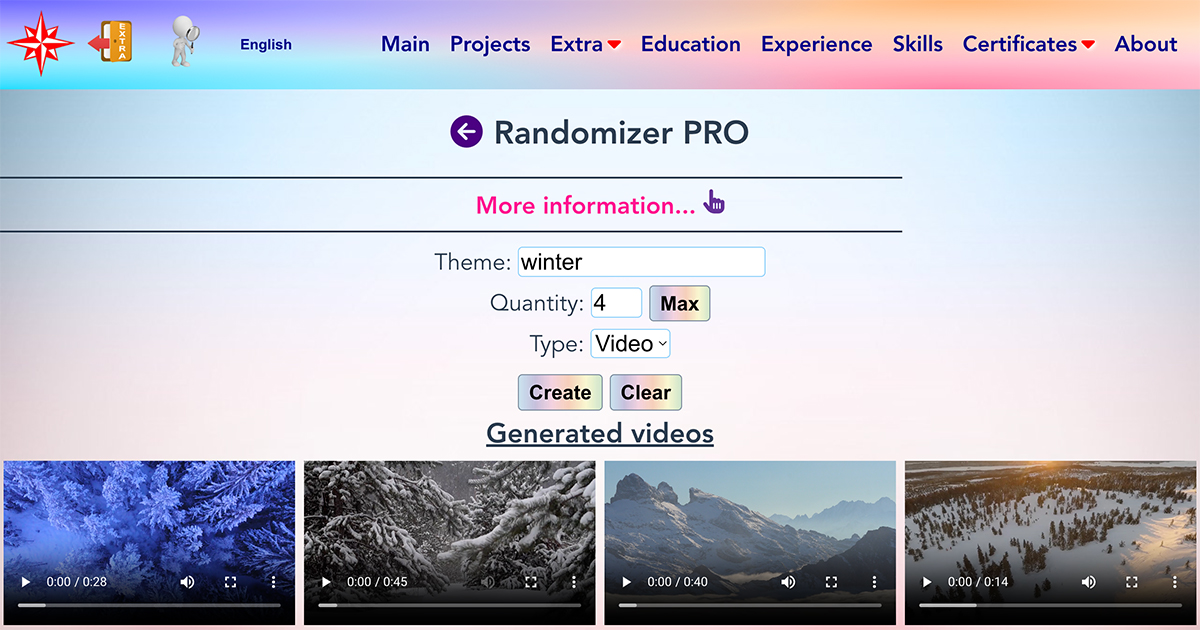 EXTRA
English
Main Projects Extra Education Experience Skills Certificates About
Randomizer PRO
More information...
Theme: winter
Quantity: 4 Max
Type: Video
Create Clear
Generated videos
0:00 / 0:28 0:00 / 0:45 0:00 / 0:40 0:00 / 0:14